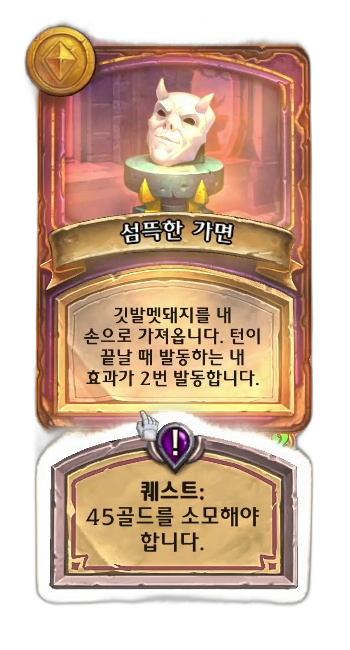 섬뜩한 가면
깃발멧돼지를 내
손으로 가져옵니다. 턴이
끝날 때 발동하는 내
효과가 2번 발동합니다.
퀘스트:
45골드를 소모해야
합니다.